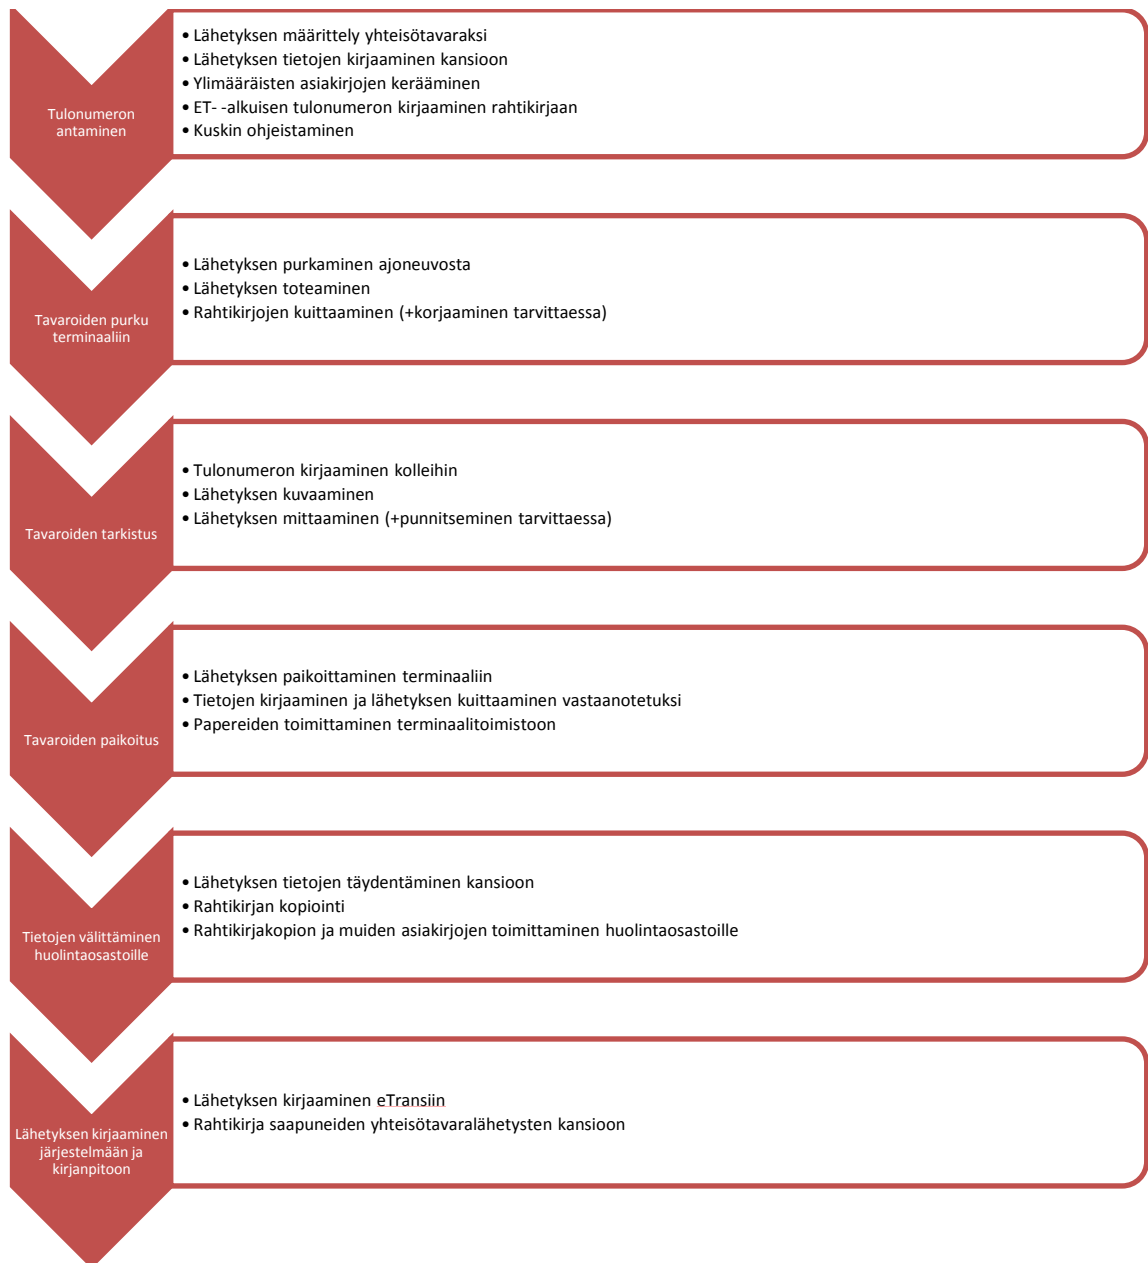 Tulonumeron
antaminen
• Lähetyksen määrittely yhteisötavaraksi
• Lähetyksen tietojen kirjaaminen kansioon
• Ylimääräisten asiakirjojen kerääminen
• ET- -alkuisen tulonumeron kirjaaminen rahtikirjaan
• Kuskin ohjeistaminen
Tavaroiden purku
terminaaliin
• Lähetyksen purkaminen ajoneuvosta
• Lähetyksen toteaminen
• Rahtikirjojen kuittaaminen (+korjaaminen tarvittaessa)
Tavaroiden tarkistus
• Tulonumeron kirjaaminen kolleihin
• Lähetyksen kuvaaminen
• Lähetyksen mittaaminen (+punnitseminen tarvittaessa)
Tavaroiden paikoitus
• Lähetyksen paikoittaminen terminaaliin
• Tietojen kirjaaminen ja lähetyksen kuittaaminen vastaanotetuksi
• Papereiden toimittaminen terminaalitoimistoon
Tietojen välittäminen
huolintaosastoille
• Lähetyksen tietojen täydentäminen kansioon
• Rahtikirjan kopiointi
• Rahtikirjakopion ja muiden asiakirjojen toimittaminen huolintaosastoille
Lähetyksen kirjaaminen
järjestelmään ja
kirjanpitoon
• Lähetyksen kirjaaminen eTransiin
• Rahtikirja saapuneiden yhteisötavaralähetysten kansioon